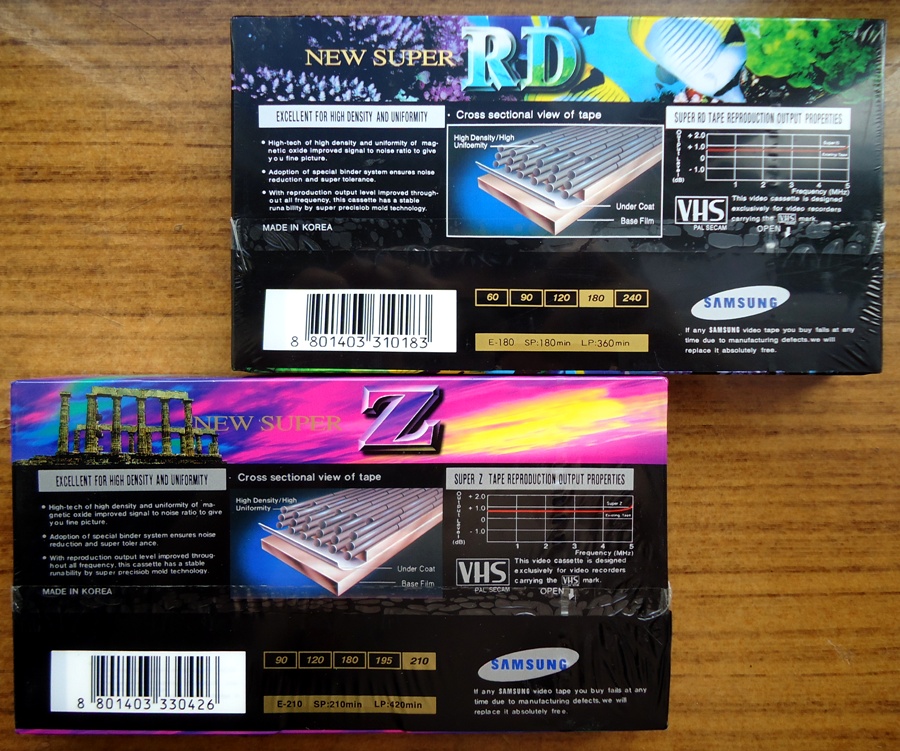 NEW SUPER RD
EXCELLENT FOR HIGH DENSITY AND UNIFORMITY
• High-tech of high density and uniformity of mag-
netic oxide improved signal to noise ratio to give
you fine picture.
• Adoption of special binder system ensures noise
reduction and super tolerance.
• With reproduction output level improved through-
out all frequency, this cassette has a stable
runability by super precisiob mold technology.
MADE IN KOREA
· Cross sectional view of tape
High Density/High
Uniformity
Under Coat
Base Film
SUPER RD TAPE REPRODUCTION OUTPUT PROPERTIES
Output Level (dB)
+ 2.0
+ 1.0
0
- 1.0
Existing Tape
1 2 3 4 5
Frequency (MHz)
VHS
PAL SECAM
This video cassette is designed
exclusively for video recorders
carrying the VHS mark.
OPEN
8 801403 310183
60 90 120 180 240
E-180 SP:180min LP:360min
SAMSUNG
If any SAMSUNG video tape you buy fails at any
time due to manufacturing defects.we will
replace it absolutely free.
NEW SUPER Z
EXCELLENT FOR HIGH DENSITY AND UNIFORMITY
• High-tech of high density and uniformity of mag-
netic oxide improved signal to noise ratio to give
you fine picture.
• Adoption of special binder system ensures noise
reduction and super toler ance.
• With reproduction output level improved throug-
hout all frequency, this cassette has a stable
runability by super precisiob mold technology.
MADE IN KOREA
Cross sectional view of tape
High Density/High
Uniformity
Under Coat
Base Film
SUPER Z TAPE REPRODUCTION OUTPUT PROPERTIES
Output Level (dB)
+ 2.0
+ 1.0
0
- 1.0
Super Z
Existing Tape
1 2 3 4 5
Frequency (MHz)
VHS
PAL SECAM
This video cassette is designed
exclusively for video recorders
carrying the VHS mark.
OPEN
8 801403 330426
90 120 180 195 210
E-210 SP:210min LP:420min
SAMSUNG
If any SAMSUNG video tape you buy fails at any
time due to manufacturing defects, we will
replace it absolutely free.